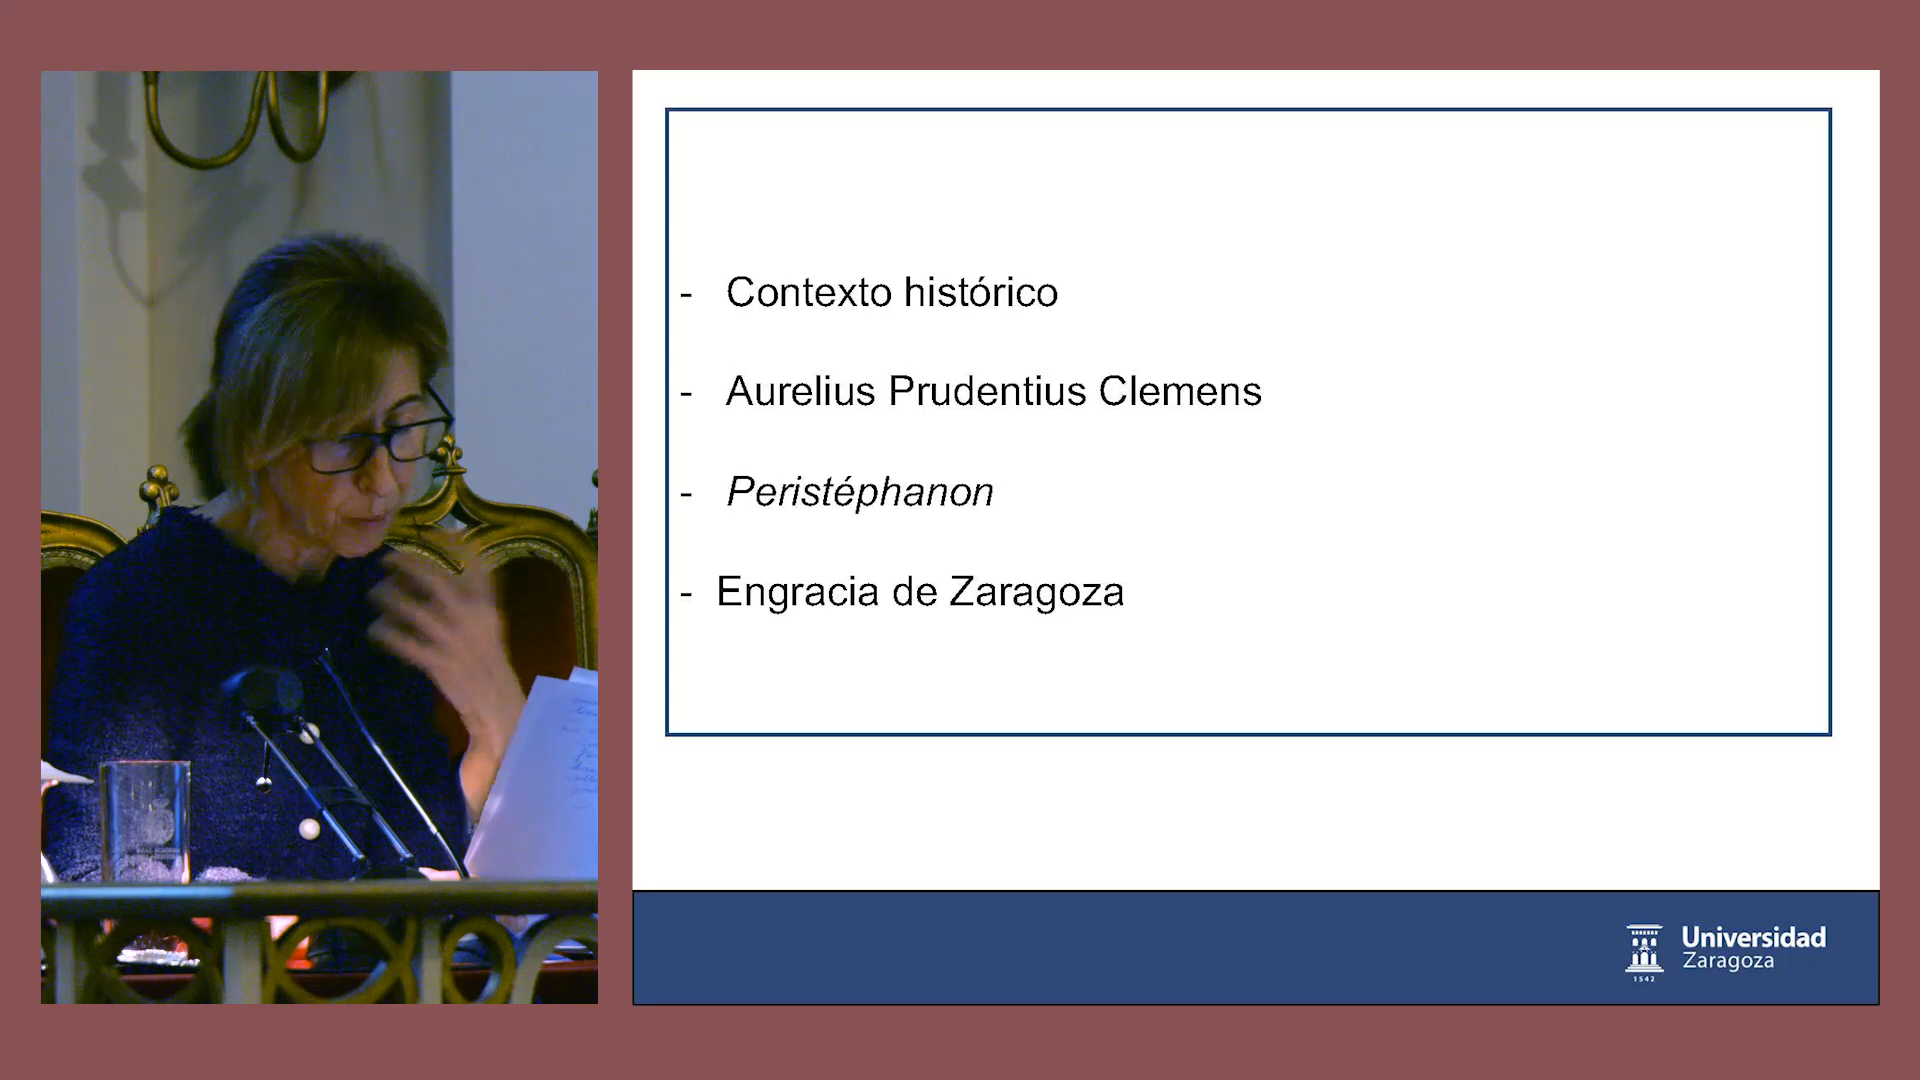 - Contexto histórico
- Aurelius Prudentius Clemens
- Peristéphanon
- Engracia de Zaragoza
Universidad
Zaragoza
1542